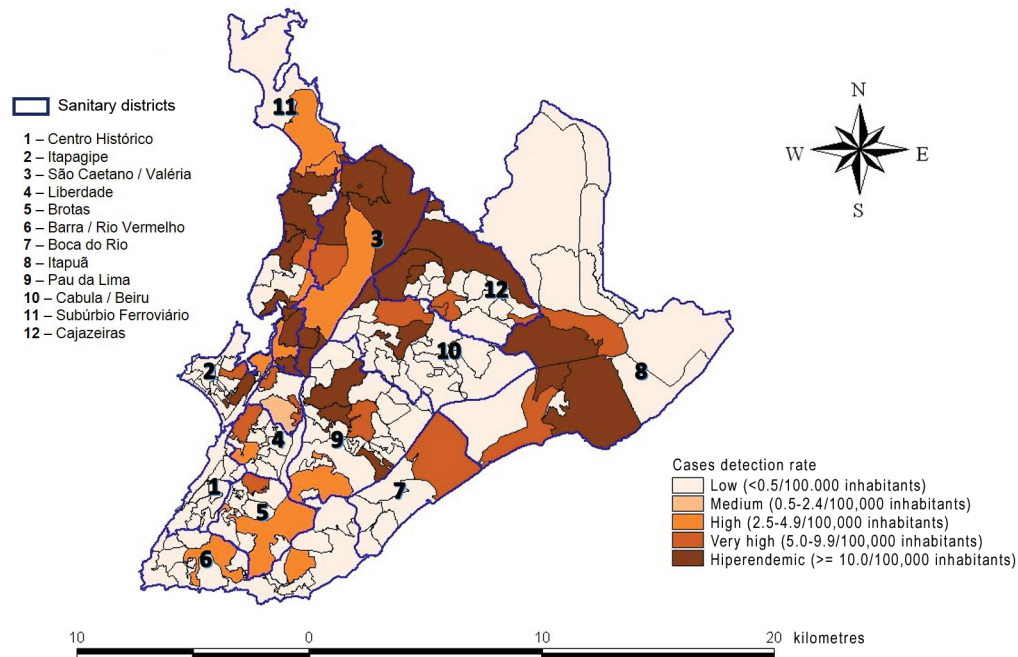 Sanitary districts
1 – Centro Histórico
2 – Itapagipe
3 – São Caetano / Valéria
4 – Liberdade
5 – Brotas
6 – Barra / Rio Vermelho
7 – Boca do Rio
8 – Itapuã
9 – Pau da Lima
10 – Cabula / Beiru
11 – Subúrbio Ferroviário
12 – Cajazeiras
11
3
12
10
2
8
4
9
1
7
5
6
N
W
E
S
Cases detection rate
Low (<0.5/100.000 inhabitants)
Medium (0.5-2.4/100,000 inhabitants)
High (2.5-4.9/100,000 inhabitants)
Very high (5.0-9.9/100,000 inhabitants)
Hiperendemic (>= 10.0/100,000 inhabitants)
10 0 10 20 kilometres